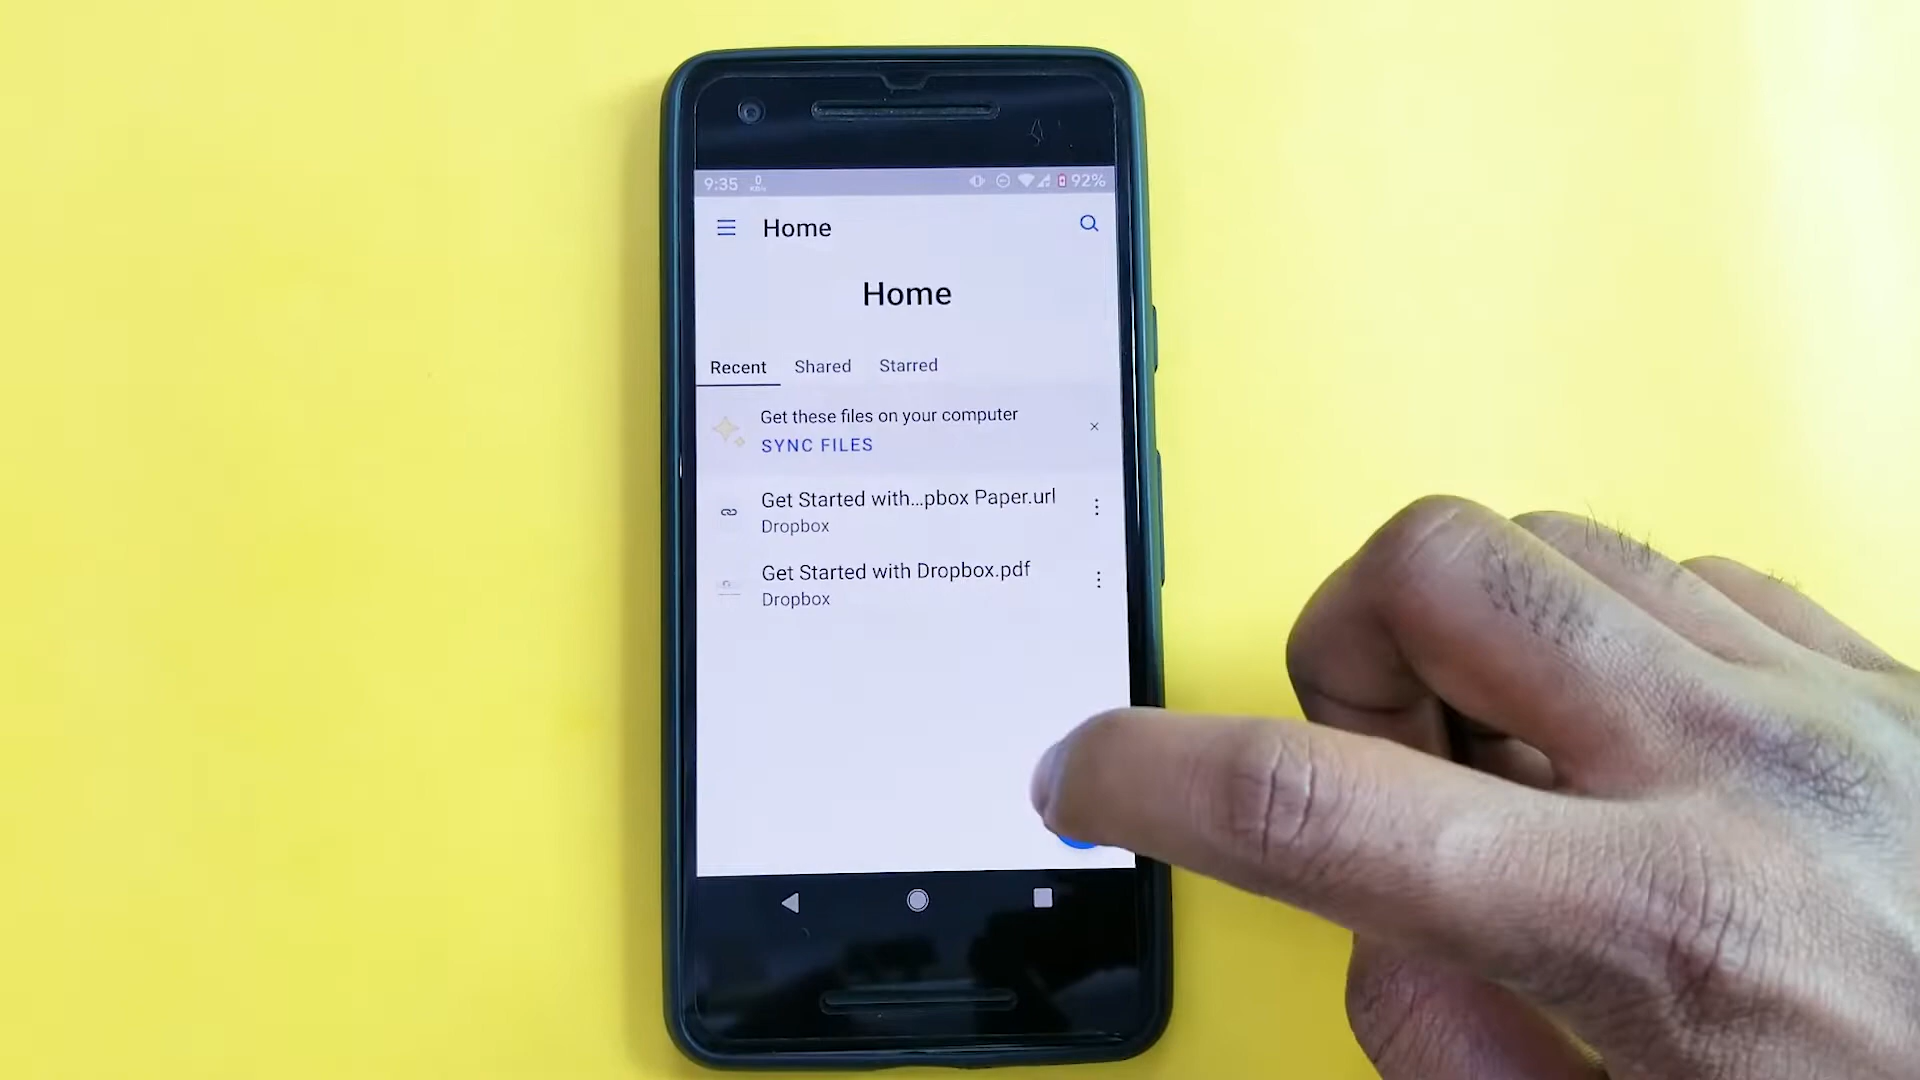 9:35 0 92%
Home
Home
Recent Shared Starred
Get these files on your computer
SYNC FILES
Get Started with...pbox Paper.url
Dropbox
Get Started with Dropbox.pdf
Dropbox